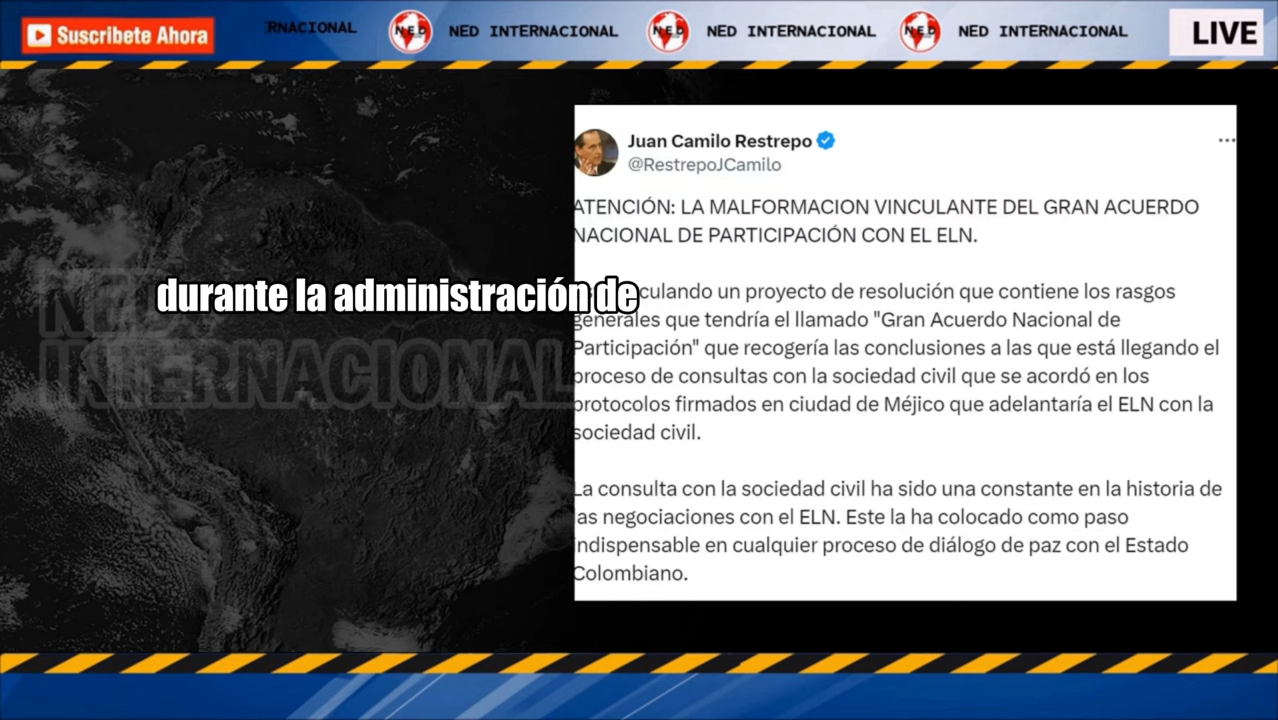 Suscribete Ahora
RNACIONAL
NED
NED INTERNACIONAL
NED
NED INTERNACIONAL
NED
NED INTERNACIONAL
LIVE
Juan Camilo Restrepo
@RestrepoJCamilo
ATENCIÓN: LA MALFORMACION VINCULANTE DEL GRAN ACUERDO
NACIONAL DE PARTICIPACIÓN CON EL ELN.
durante la administración de
culando un proyecto de resolución que contiene los rasgos
generales que tendría el llamado "Gran Acuerdo Nacional de
Participación" que recogería las conclusiones a las que está llegando el
proceso de consultas con la sociedad civil que se acordó en los
protocolos firmados en ciudad de Méjico que adelantaría el ELN con la
sociedad civil.
La consulta con la sociedad civil ha sido una constante en la historia de
las negociaciones con el ELN. Este la ha colocado como paso
indispensable en cualquier proceso de diálogo de paz con el Estado
Colombiano.
NED
INTERNACIONAL